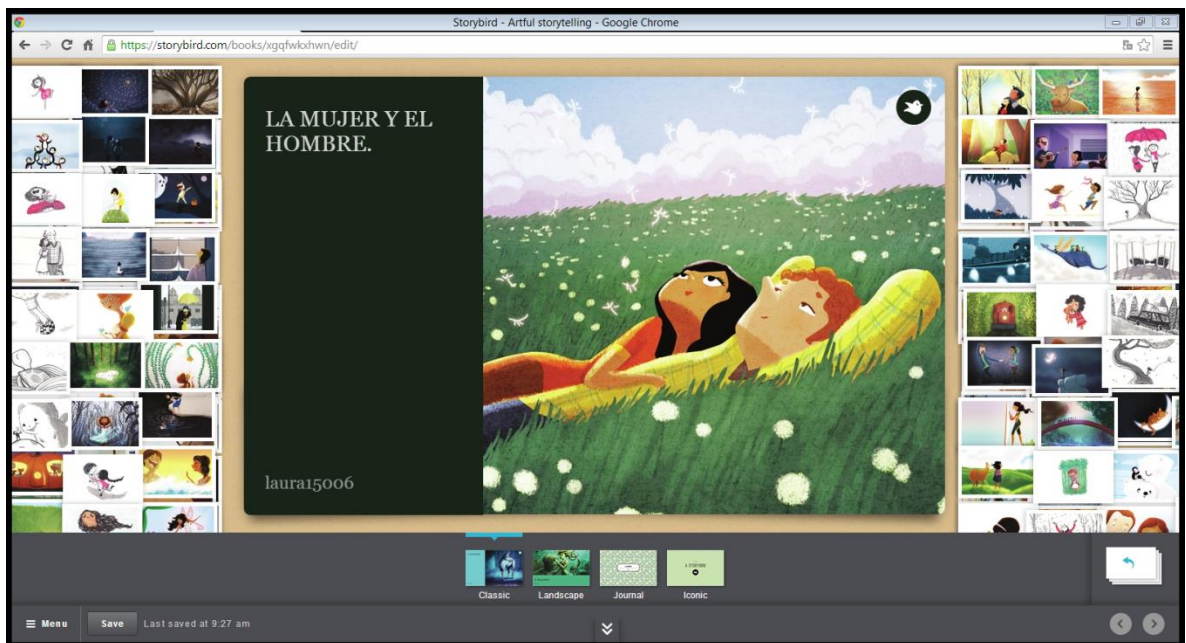 Storybird - Artful storytelling - Google Chrome
https://storybird.com/books/xgqfwkxhwn/edit/
LA MUJER Y EL
HOMBRE.
laura15006
Classic
Landscape
Journal
Iconic
Menu
Save
Last saved at 9:27 am